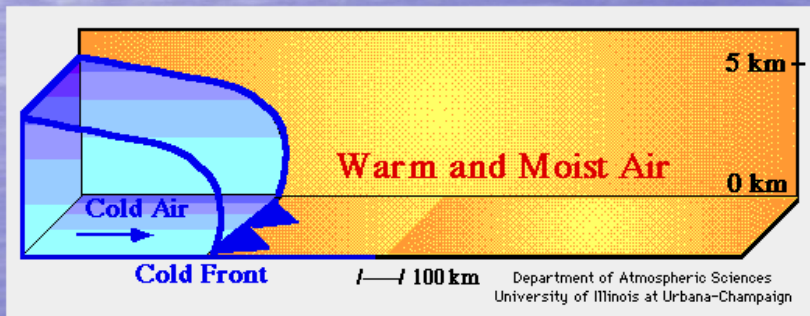 5 km
Warm and Moist Air
0 km
Cold Air
Cold Front
100 km
Department of Atmospheric Sciences
University of Illinois at Urbana-Champaign